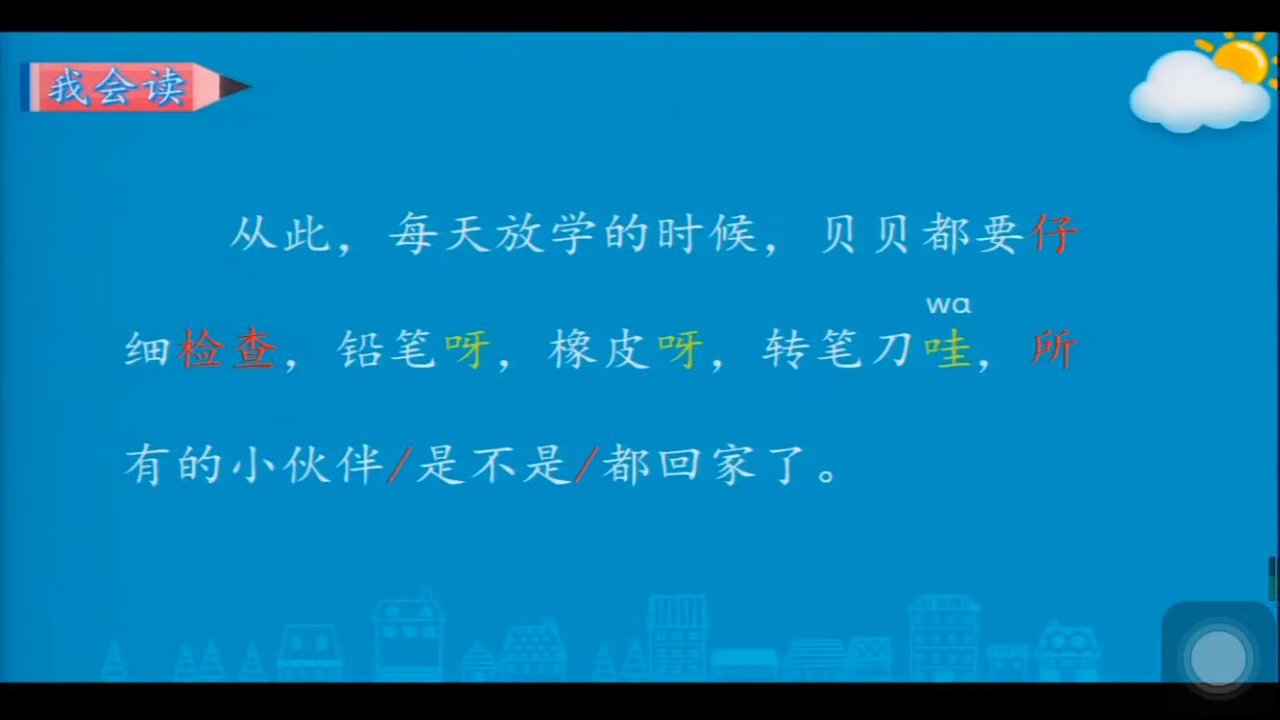 我会读
从此，每天放学的时候，贝贝都要仔
wɑ
细检查，铅笔呀，橡皮呀，转笔刀哇，所
有的小伙伴/是不是/都回家了。